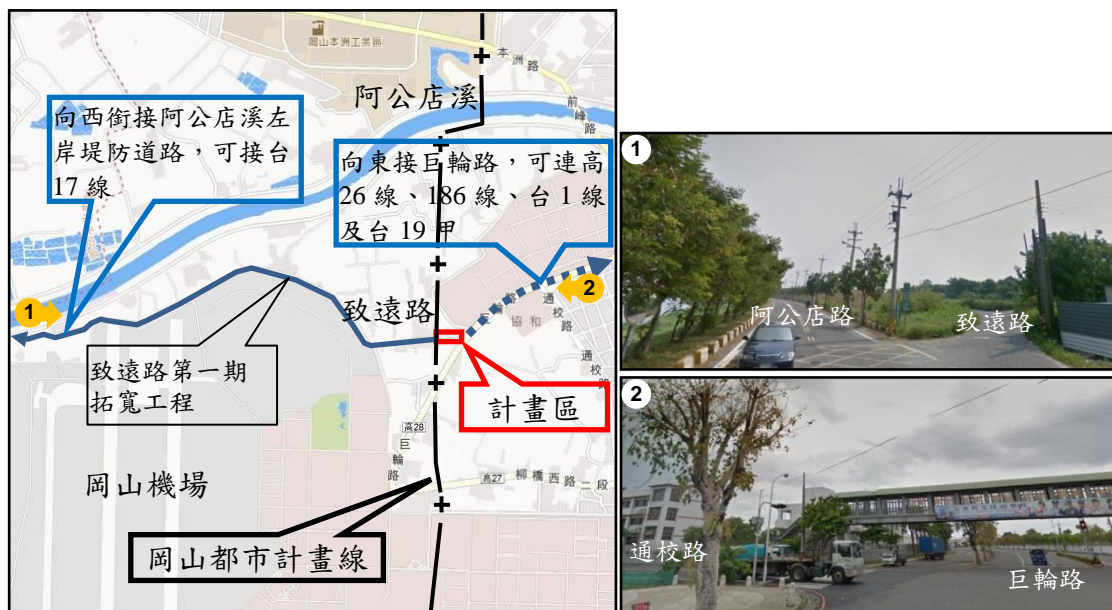 岡山本洲工業區
本洲路
前峰路
阿公店溪
向西銜接阿公店溪左
岸堤防道路，可接台
17 線
向東接巨輪路，可連高
26 線、186 線、台 1 線
及台 19 甲
1
2
致遠路
協和
通校路
通校路
致遠路第一期
拓寬工程
計畫區
高28
巨輪路
高27
柳橋西路二段
岡山機場
岡山都市計畫線
1
阿公店路
致遠路
2
通校路
巨輪路